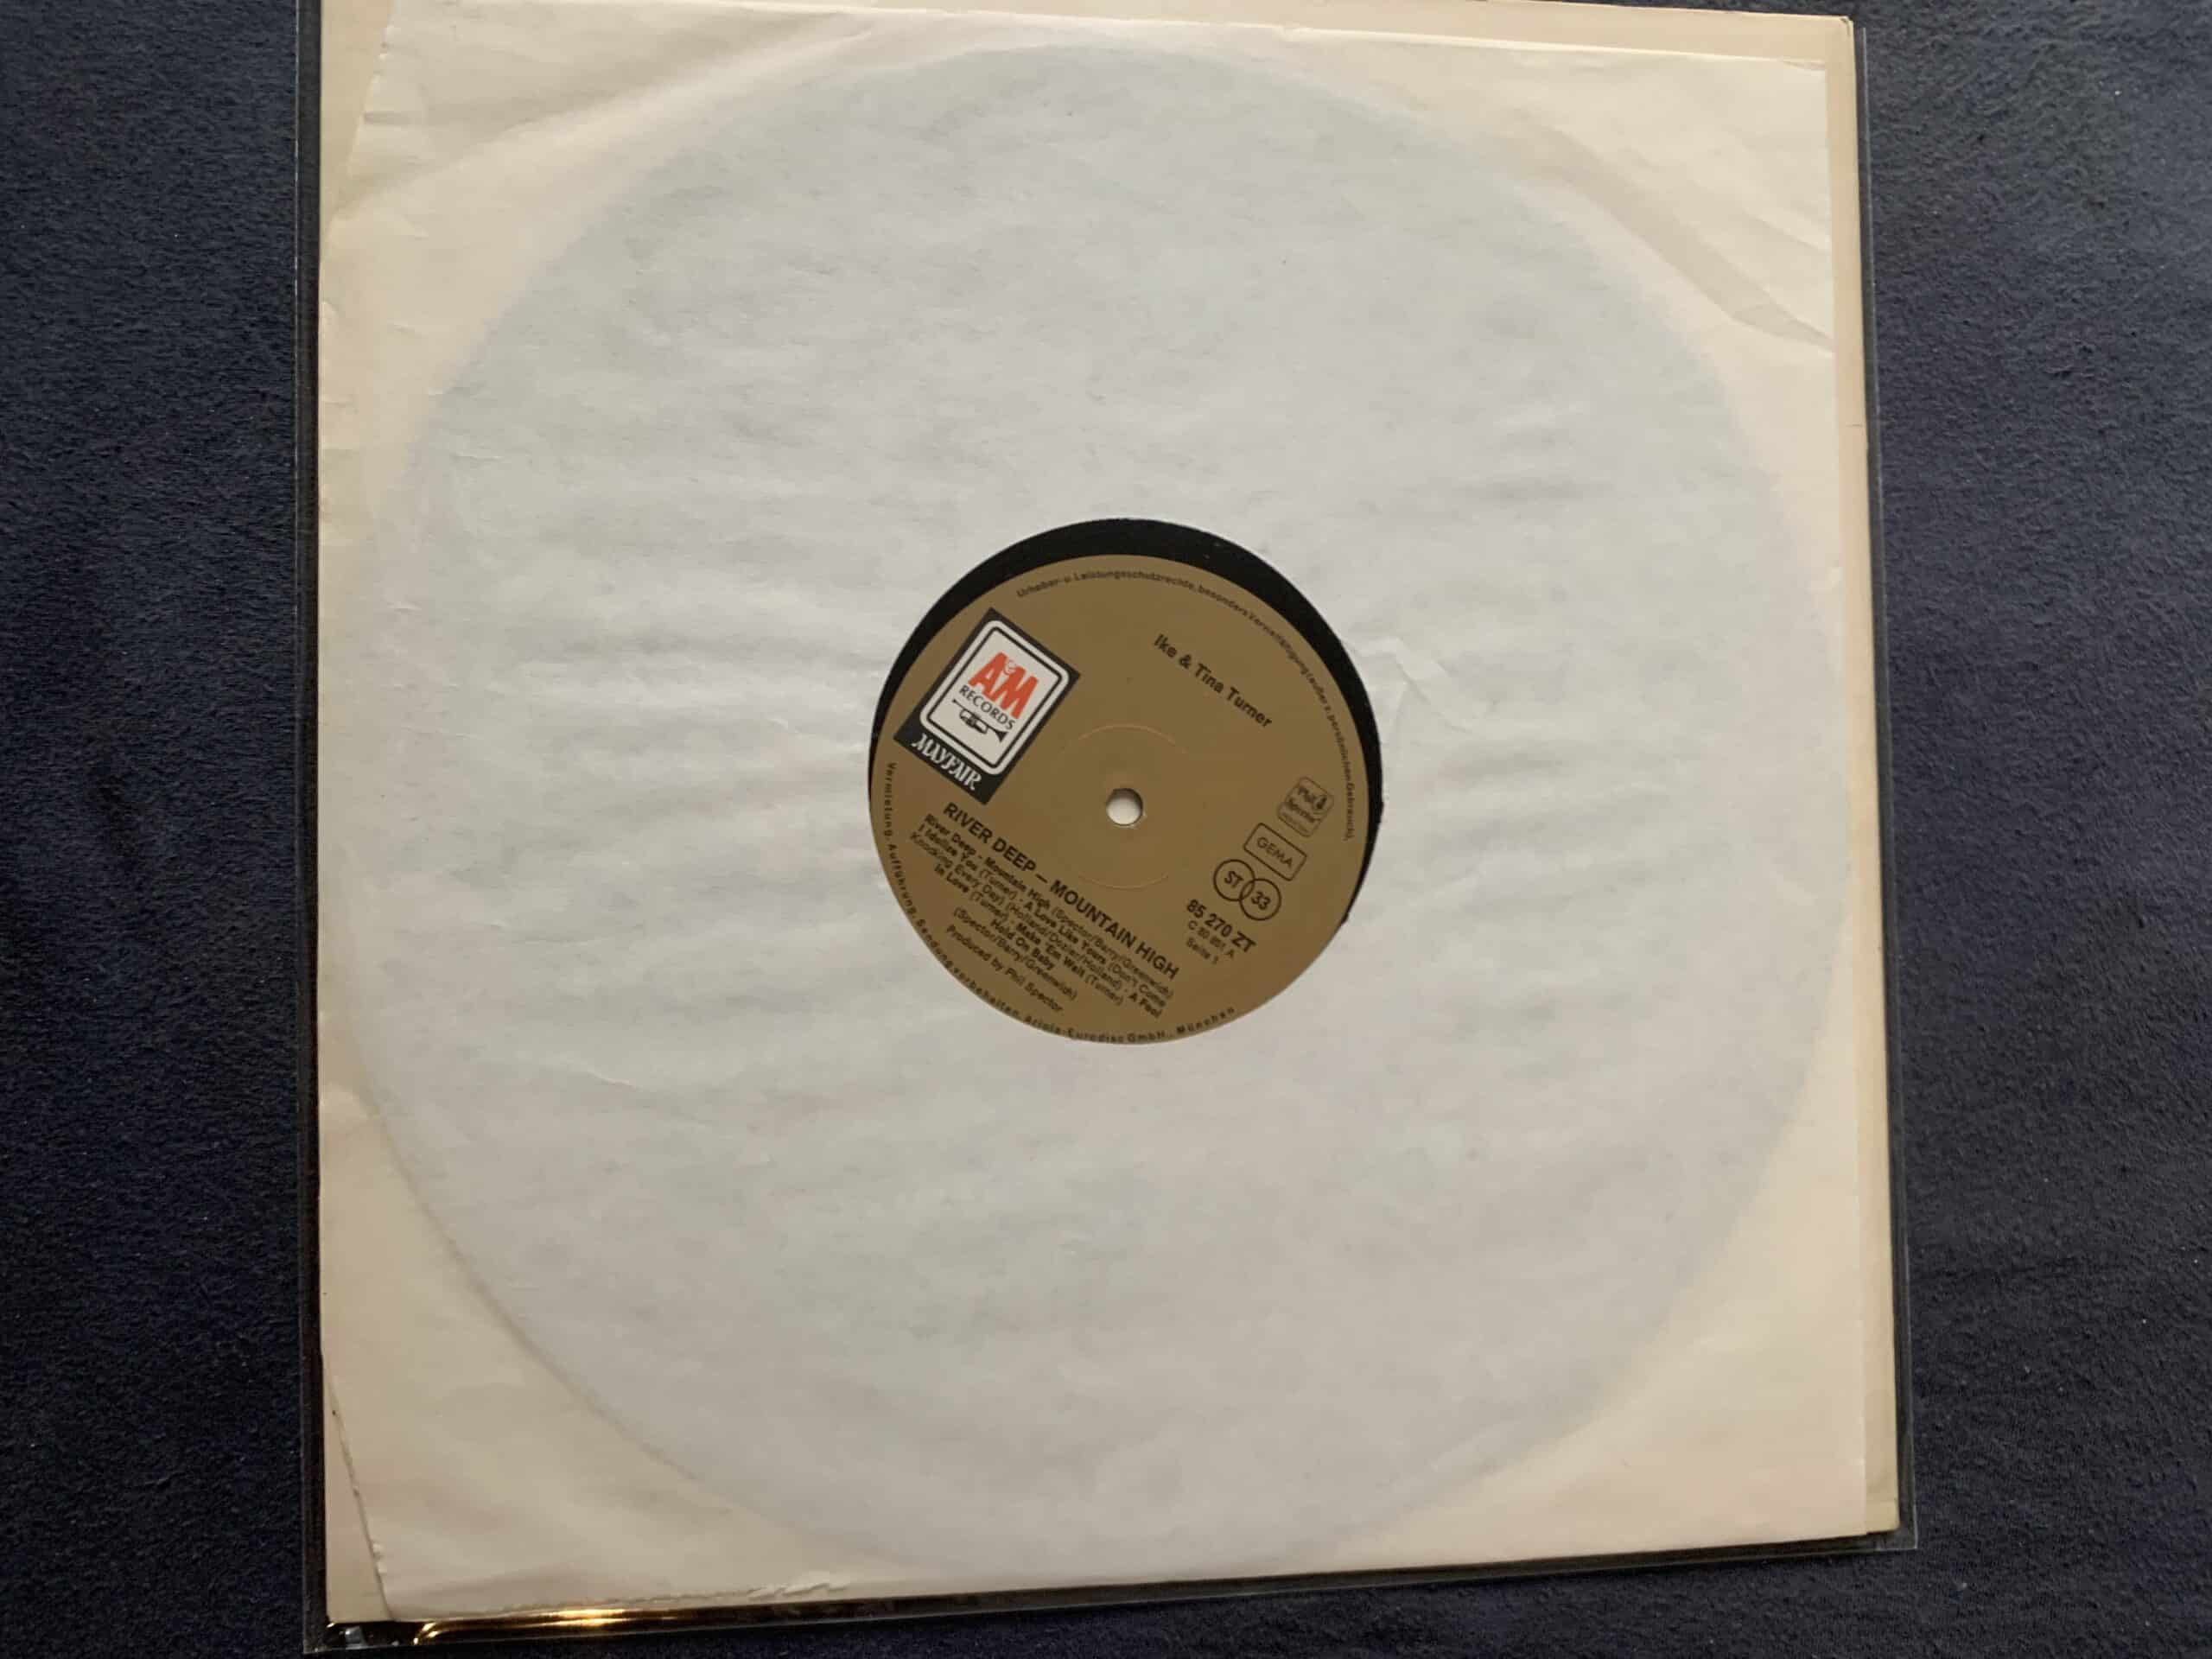 Urheber- u. Leistungsschutzrechte, besonders Vervielfältigung (außer z. persönlichen Gebrauch),
Ike & Tina Turner
A&M
RECORDS
MAYFAIR
Phil
Spector
GEMA
ST 33
85 270 ZT
Seite 1
RIVER DEEP – MOUNTAIN HIGH
River Deep - Mountain High (Spector/Barry/Greenwich)
I Idolize You (Turner) - A Love Like Yours (Don't Come
Knocking Every Day) (Holland/Dozier/Holland) - A Fool
In Love (Turner) - Make 'Em Wait (Turner)
Hold On Baby
(Spector/Barry/Greenwich)
Produced by Phil Spector
Vermietung, Aufführung, Sendung vorbehalten. Ariola-Eurodisc GmbH., München